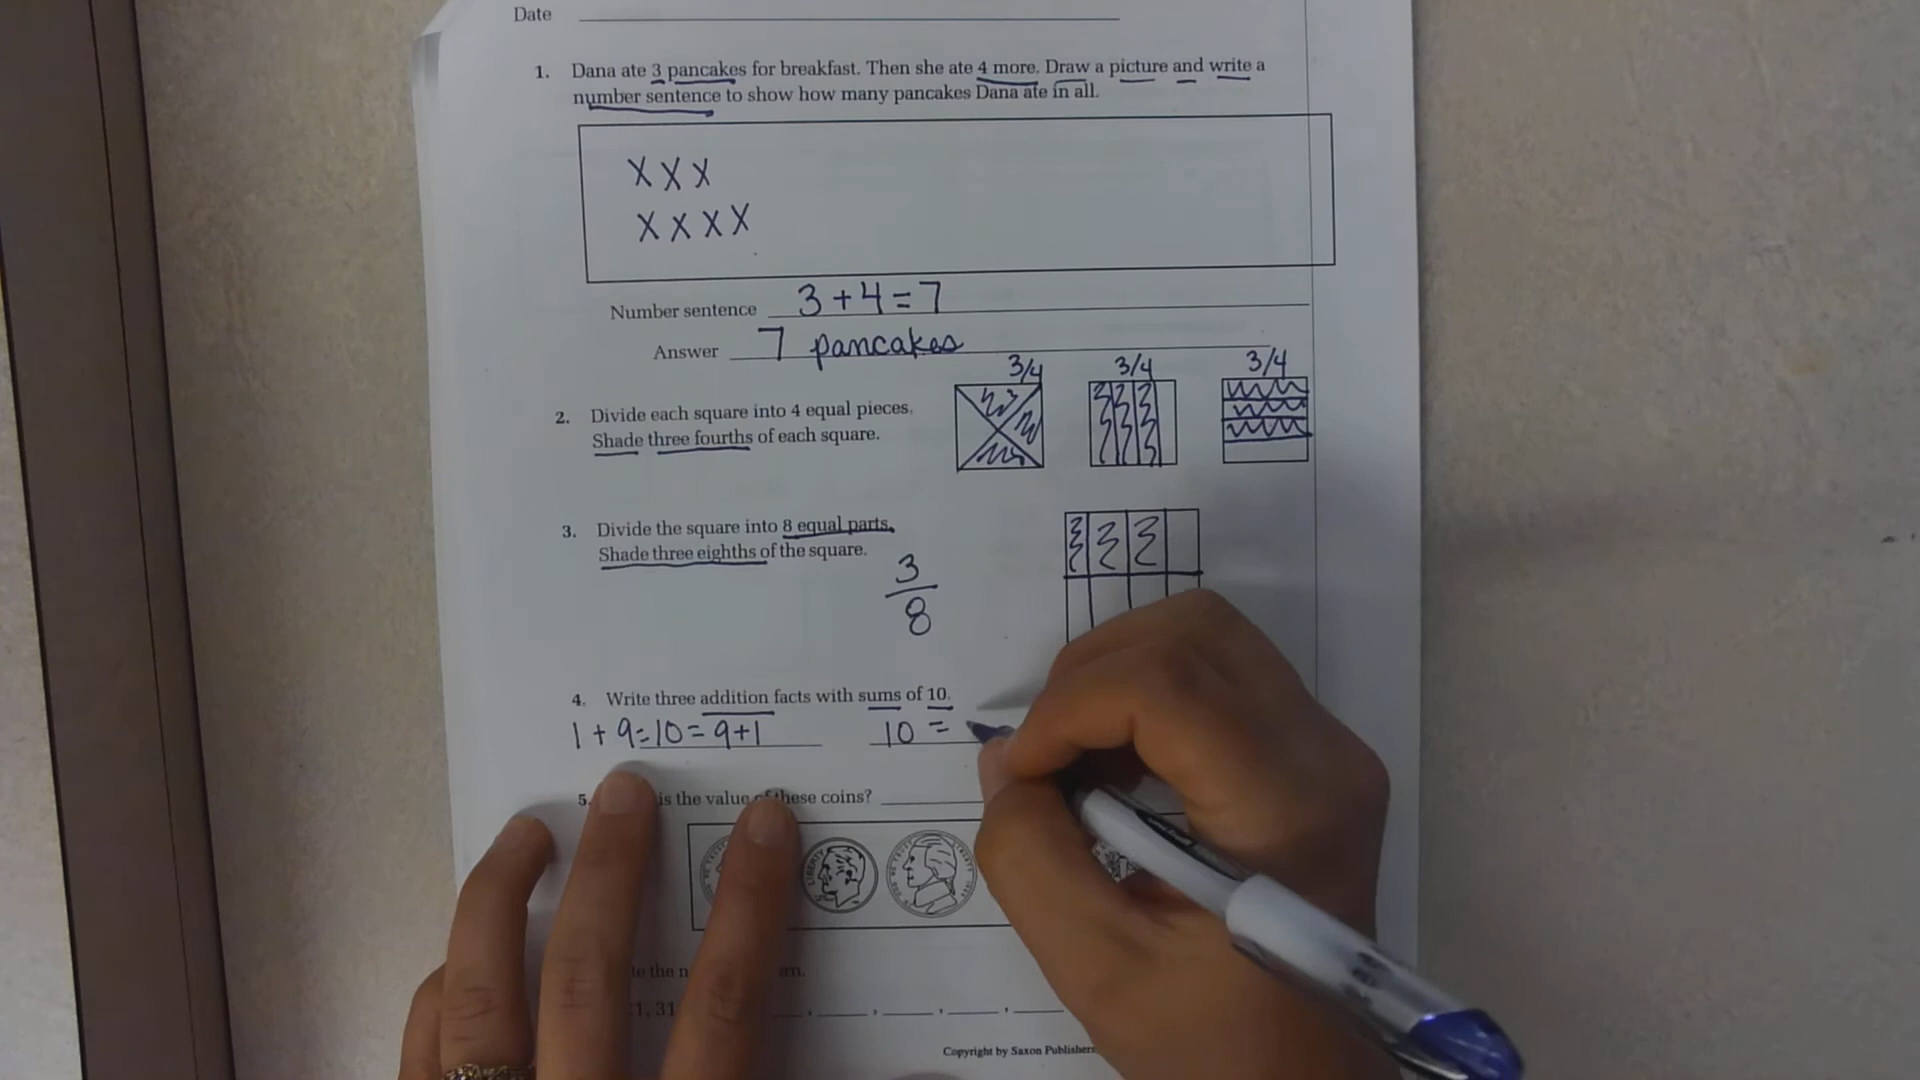 Date
1. Dana ate 3 pancakes for breakfast. Then she ate 4 more. Draw a picture and write a
number sentence to show how many pancakes Dana ate in all.
X X X
X X X X
Number sentence 3 + 4 = 7
Answer 7 pancakes
3/4 3/4 3/4
2. Divide each square into 4 equal pieces.
Shade three fourths of each square.
3. Divide the square into 8 equal parts.
Shade three eighths of the square.
3
8
4. Write three addition facts with sums of 10.
1 + 9 = 10 = 9 + 1 10 =
5. is the value of these coins?
LIBERTY
the
31
Copyright by Saxon Publishers